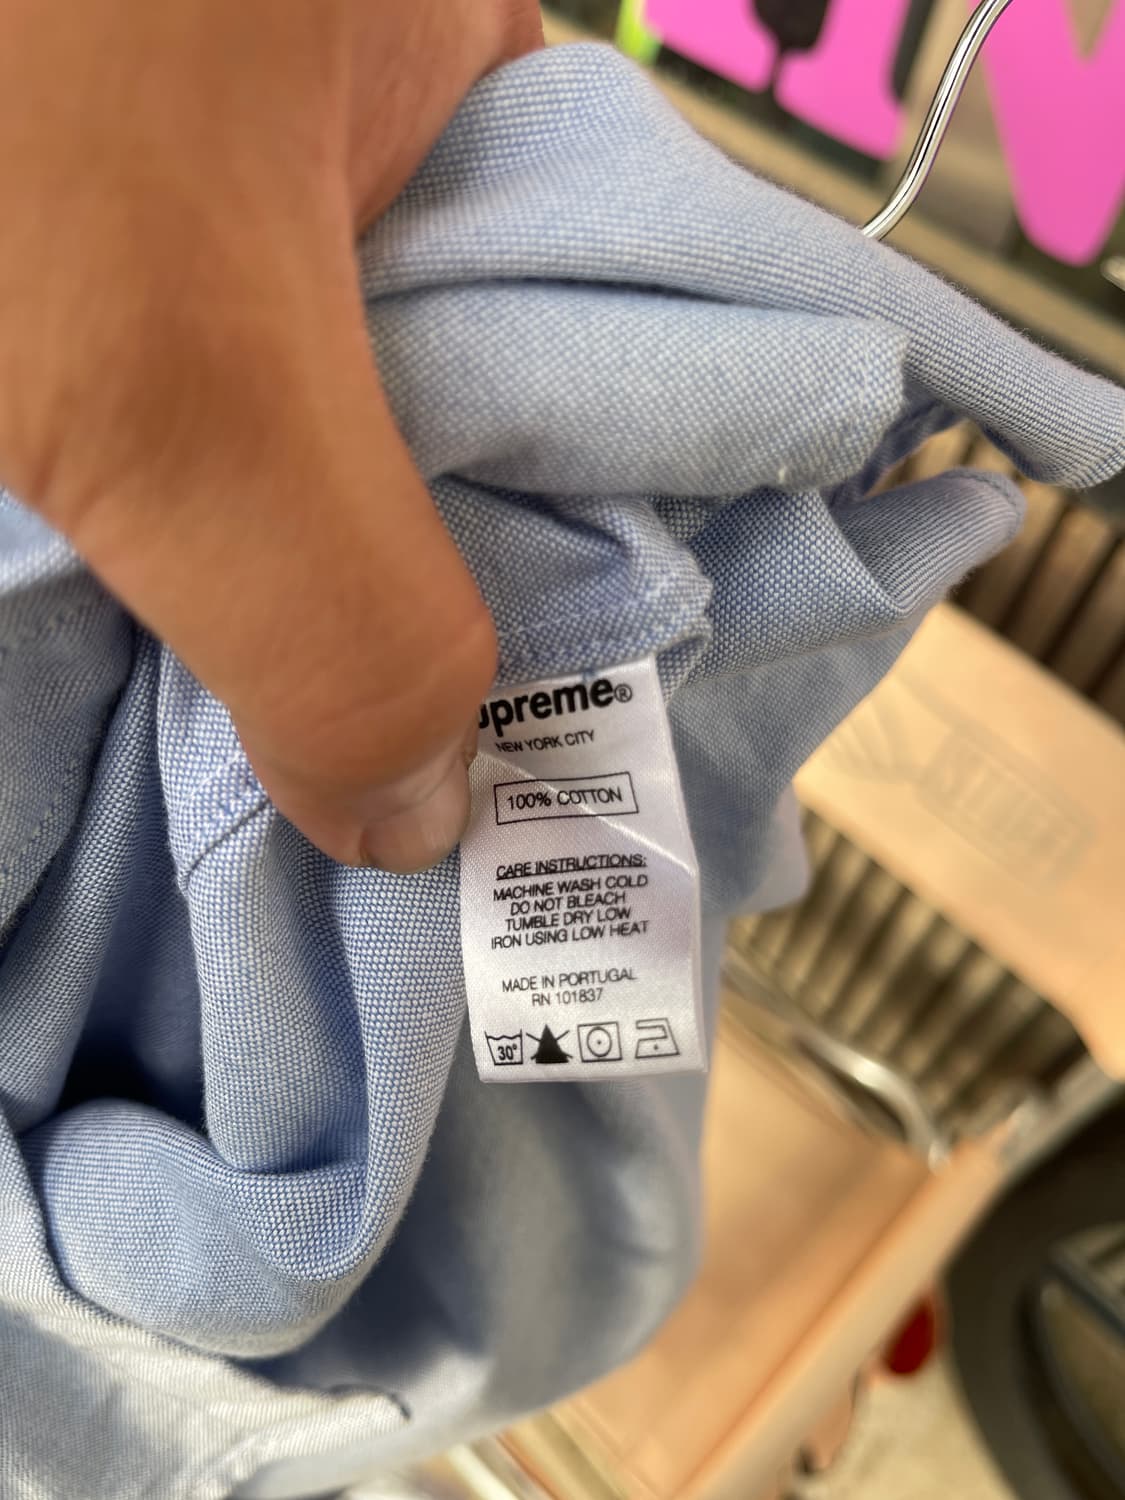 upreme®
NEW YORK CITY
100% COTTON
CARE INSTRUCTIONS:
MACHINE WASH COLD
DO NOT BLEACH
TUMBLE DRY LOW
IRON USING LOW HEAT
MADE IN PORTUGAL
RN 101837
30°